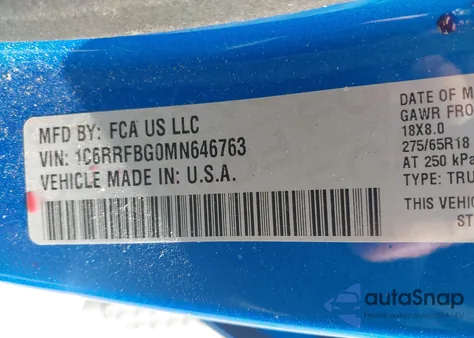 MFD BY: FCA US LLC
VIN: 1C6RRFBG0MN646763
VEHICLE MADE IN: U.S.A.
DATE OF M
GAWR FRO
18X8.0
275/65R18
AT 250 kPa
TYPE: TRU
THIS VEHIC
ST
autoSnap